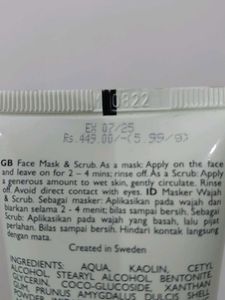 0822
EX 07/25
Rs.449.00/-(5.99/g)
GB Face Mask & Scrub. As a mask: Apply on the face
and leave on for 2 – 4 mins; rinse off. As a Scrub: Apply
a generous amount to wet skin, gently circulate. Rinse
off. Avoid direct contact with eyes. ID Masker Wajah
& Scrub. Sebagai masker: Aplikasikan pada wajah dan
biarkan selama 2 - 4 menit; bilas sampai bersih. Sebagai
Scrub: Aplikasikan pada wajah yang basah, lalu pijat
perlahan. Bilas sampai bersih. Hindari kontak langsung
dengan mata.
Created in Sweden
INGREDIENTS: AQUA, KAOLIN, CETYL
ALCOHOL, STEARYL ALCOHOL, BENTONITE,
GLYCERIN, COCO-GLUCOSIDE, XANTHAN
GUM, PRUNUS AMYGDALUS DULCIS SHELL